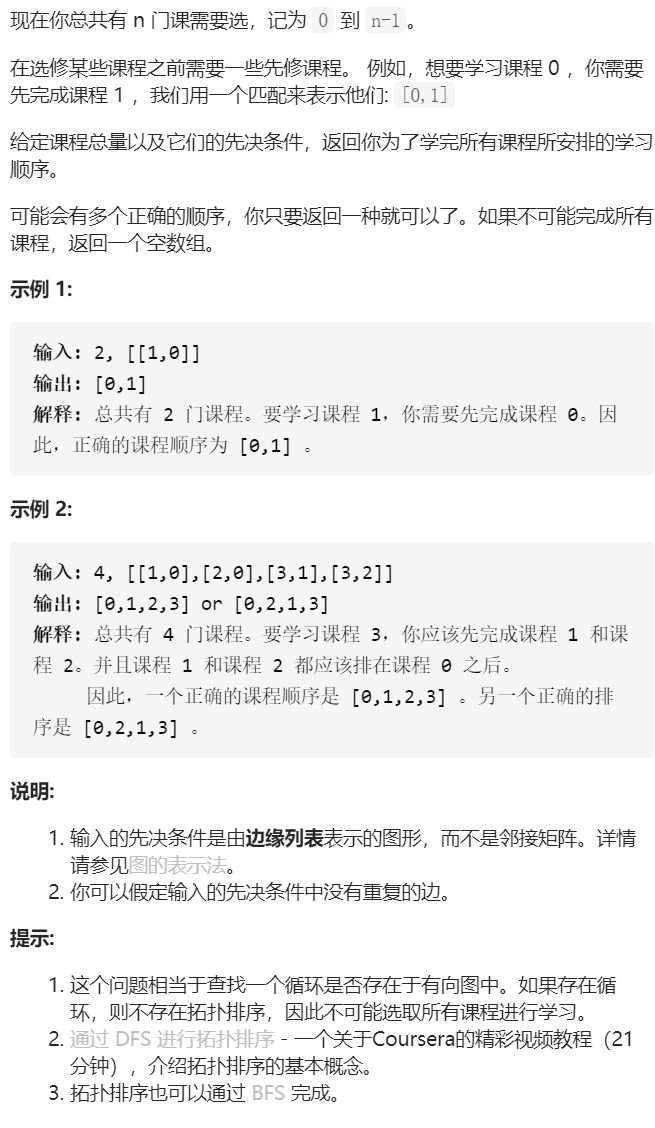 现在你总共有 n 门课需要选，记为 0 到 n-1。
在选修某些课程之前需要一些先修课程。 例如，想要学习课程 0 ，你需要
先完成课程 1 ，我们用一个匹配来表示他们: [0,1]
给定课程总量以及它们的先决条件，返回你为了学完所有课程所安排的学习
顺序。
可能会有多个正确的顺序，你只要返回一种就可以了。如果不可能完成所有
课程，返回一个空数组。
示例 1:
输入: 2, [[1,0]]
输出: [0,1]
解释: 总共有 2 门课程。要学习课程 1，你需要先完成课程 0。因
此，正确的课程顺序为 [0,1] 。
示例 2:
输入: 4, [[1,0],[2,0],[3,1],[3,2]]
输出: [0,1,2,3] or [0,2,1,3]
解释: 总共有 4 门课程。要学习课程 3，你应该先完成课程 1 和课
程 2。并且课程 1 和课程 2 都应该排在课程 0 之后。
因此，一个正确的课程顺序是 [0,1,2,3] 。另一个正确的排
序是 [0,2,1,3] 。
说明:
1. 输入的先决条件是由边缘列表表示的图形，而不是邻接矩阵。详情
请参见图的表示法。
2. 你可以假定输入的先决条件中没有重复的边。
提示:
1. 这个问题相当于查找一个循环是否存在于有向图中。如果存在循
环，则不存在拓扑排序，因此不可能选取所有课程进行学习。
2. 通过 DFS 进行拓扑排序 - 一个关于Coursera的精彩视频教程（21
分钟），介绍拓扑排序的基本概念。
3. 拓扑排序也可以通过 BFS 完成。